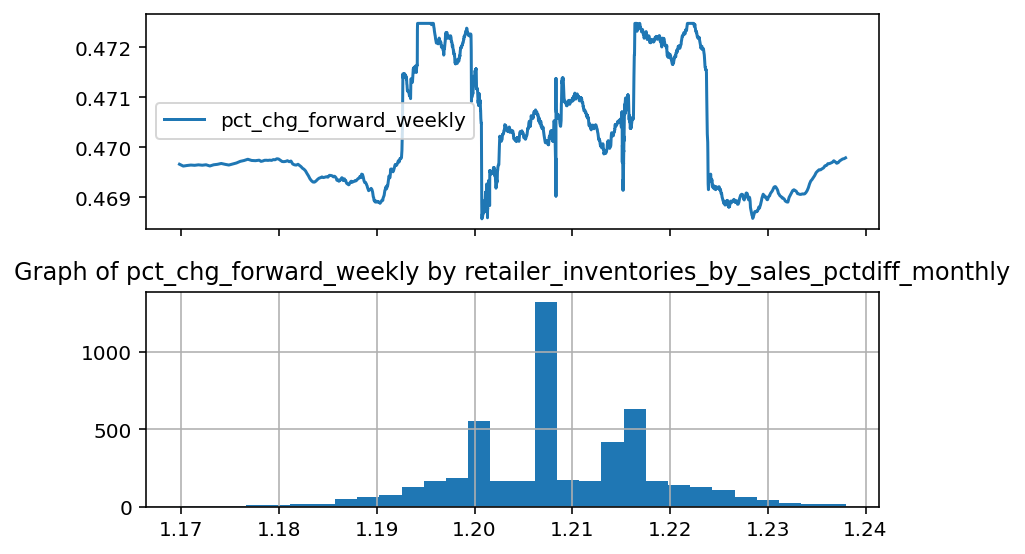 0.472
0.471
0.470
0.469
pct_chg_forward_weekly
Graph of pct_chg_forward_weekly by retailer_inventories_by_sales_pctdiff_monthly
1000
500
0
1.17 1.18 1.19 1.20 1.21 1.22 1.23 1.24